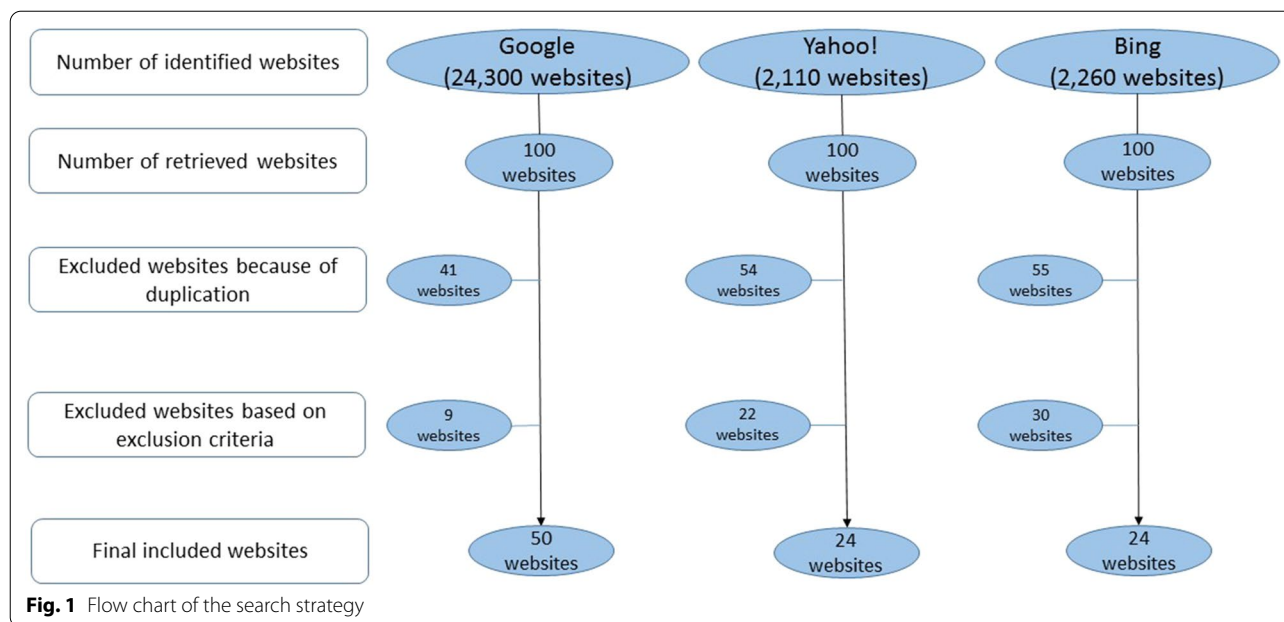 Number of identified websites
Google
(24,300 websites)
Yahoo!
(2,110 websites)
Bing
(2,260 websites)
Number of retrieved websites
100
websites
100
websites
100
websites
Excluded websites because of
duplication
41
websites
54
websites
55
websites
Excluded websites based on
exclusion criteria
9
websites
22
websites
30
websites
Final included websites
50
websites
24
websites
24
websites
Fig. 1 Flow chart of the search strategy